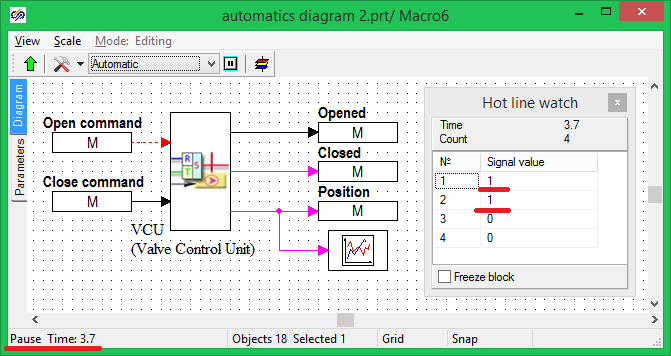 automatics diagram 2.prt/ Macro6
View Scale Mode: Editing
Automatic
Diagram
Parameters
Open command
M
Close command
M
R
S
T
VCU
(Valve Control Unit)
Opened
M
Closed
M
Position
M
Hot line watch
x
Time 3.7
Count 4
№ Signal value
1 1
2 1
3 0
4 0
Freeze block
Pause Time: 3.7 Objects 18 Selected 1 Grid Snap